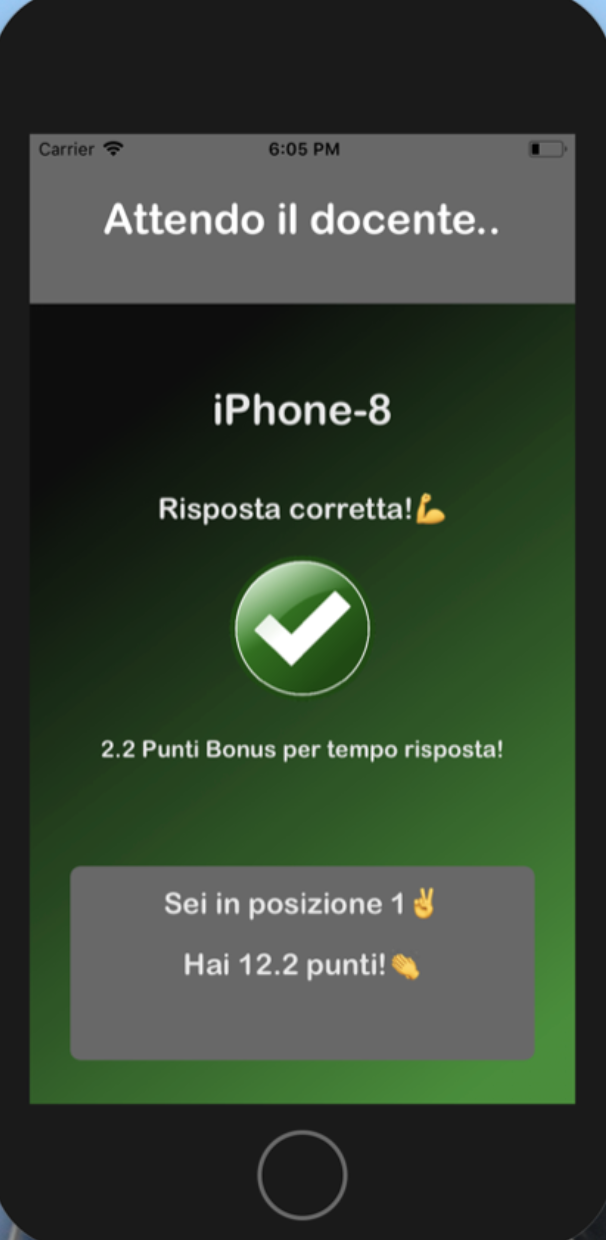 Carrier 6:05 PM
Attendo il docente..
iPhone-8
Risposta corretta!💪
2.2 Punti Bonus per tempo risposta!
Sei in posizione 1✌️
Hai 12.2 punti!👏